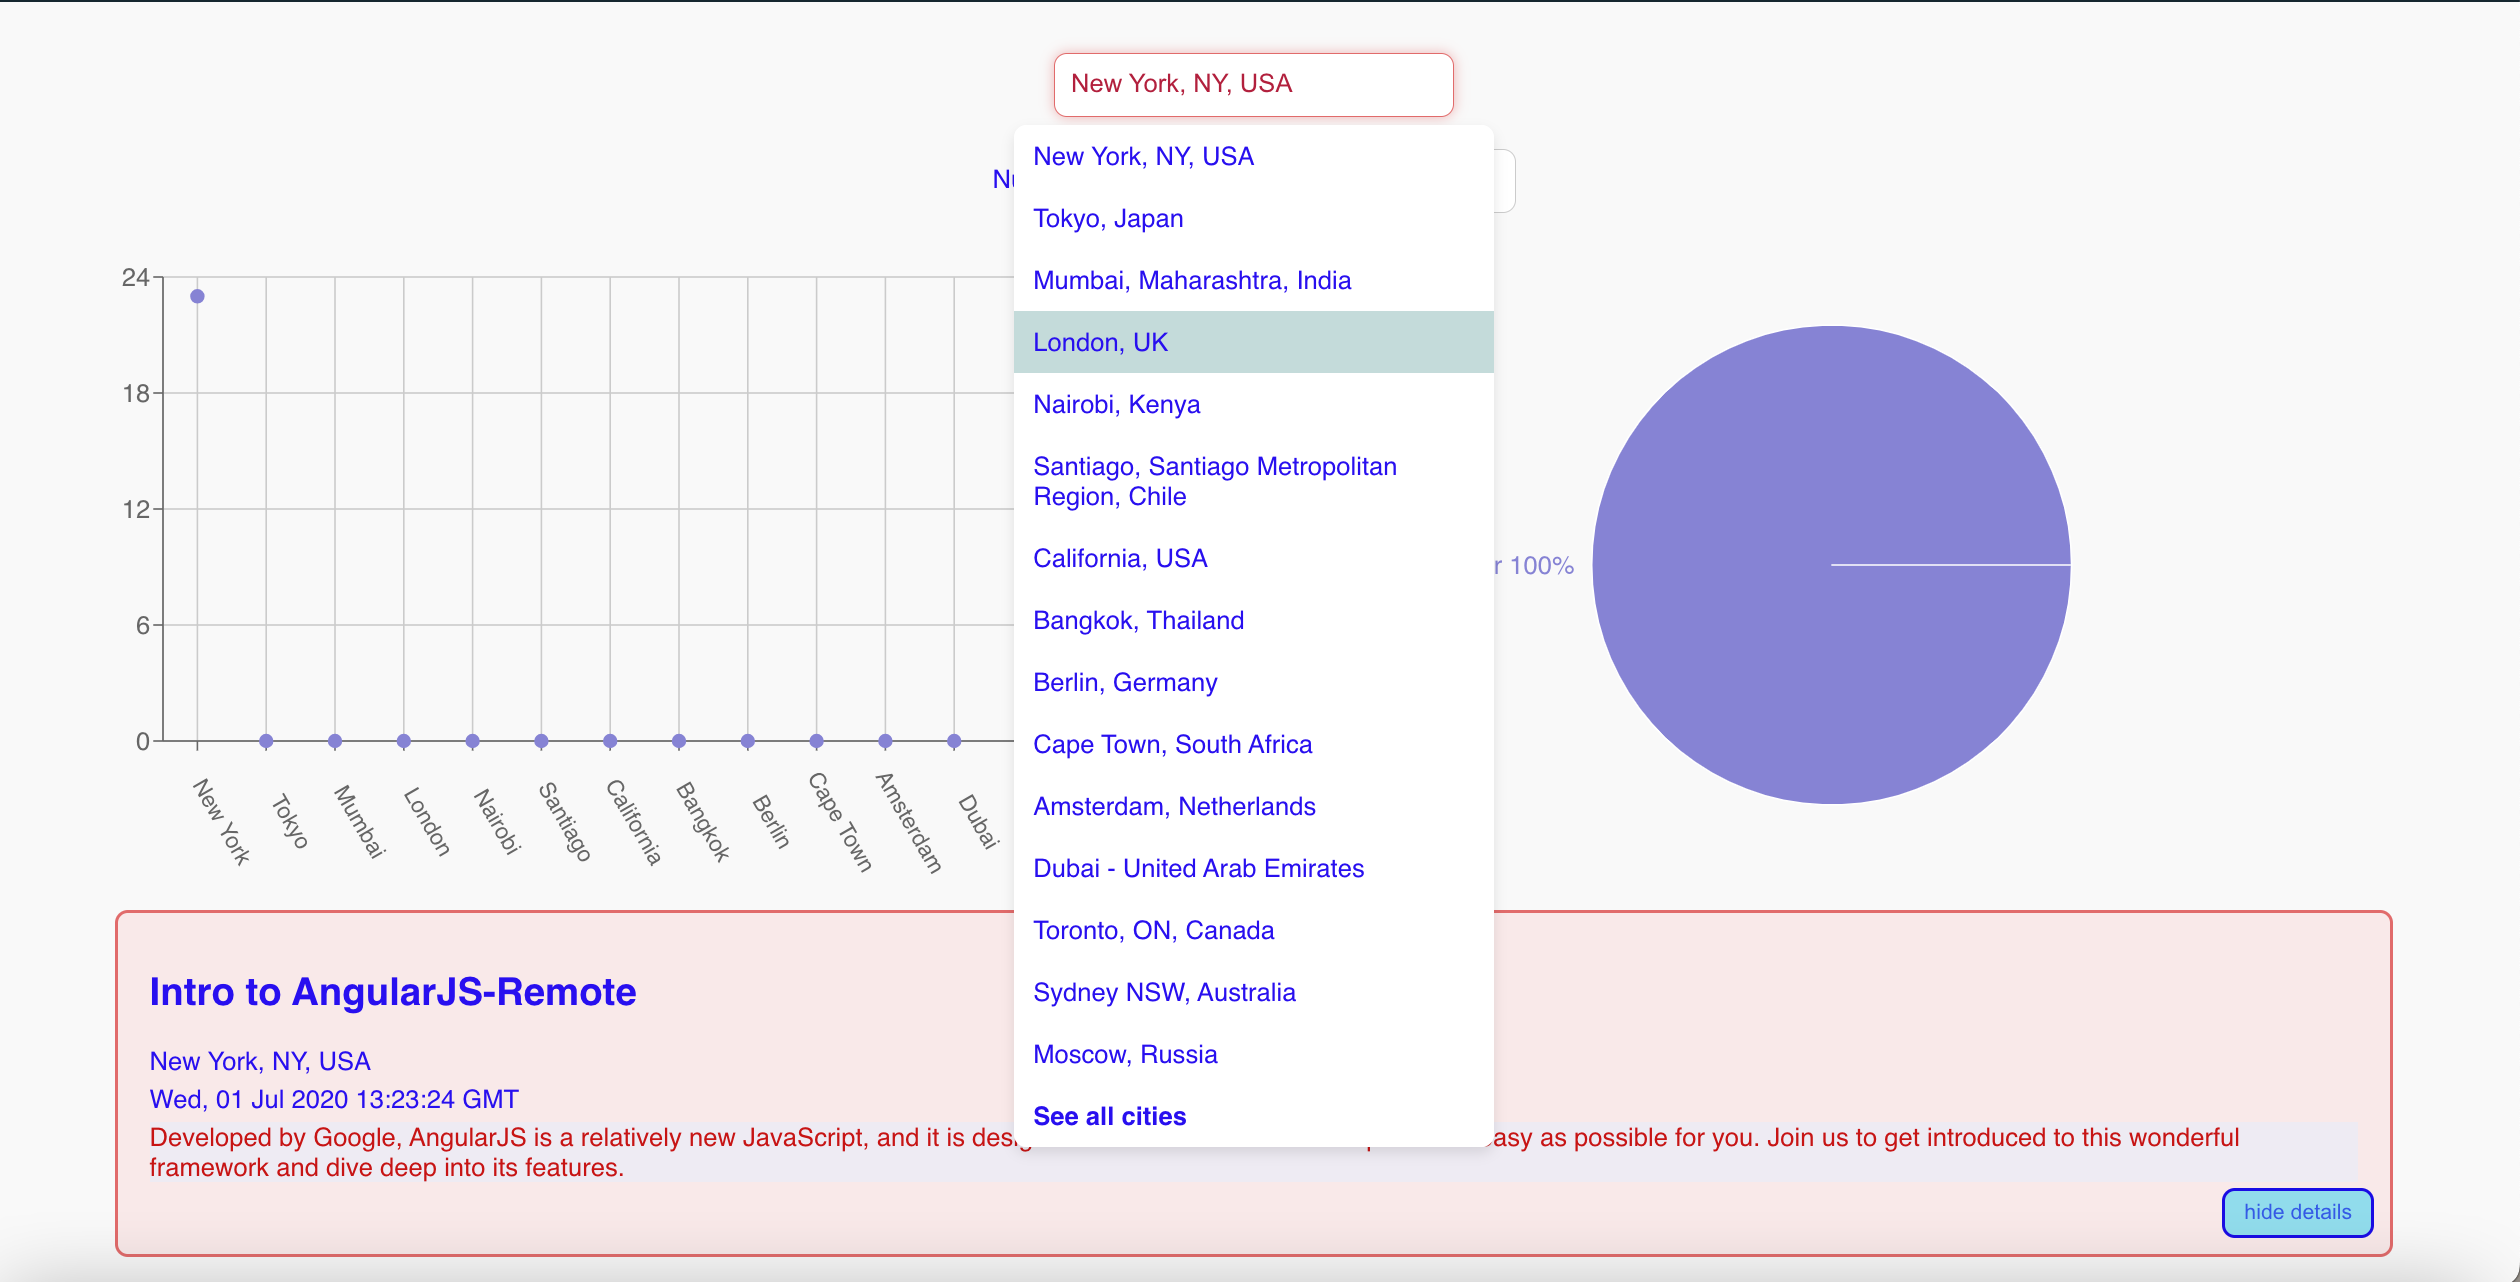 New York, NY, USA
New York, NY, USA
Tokyo, Japan
Mumbai, Maharashtra, India
London, UK
Nairobi, Kenya
Santiago, Santiago Metropolitan
Region, Chile
California, USA
Bangkok, Thailand
Berlin, Germany
Cape Town, South Africa
Amsterdam, Netherlands
Dubai - United Arab Emirates
Toronto, ON, Canada
Sydney NSW, Australia
Moscow, Russia
See all cities
24
18
12
6
0
New York
Tokyo
Mumbai
London
Nairobi
Santiago
California
Bangkok
Berlin
Cape Town
Amsterdam
Dubai
100%
Intro to AngularJS-Remote
New York, NY, USA
Wed, 01 Jul 2020 13:23:24 GMT
Developed by Google, AngularJS is a relatively new JavaScript, and it is as possible for you. Join us to get introduced to this wonderful
framework and dive deep into its features.
hide details